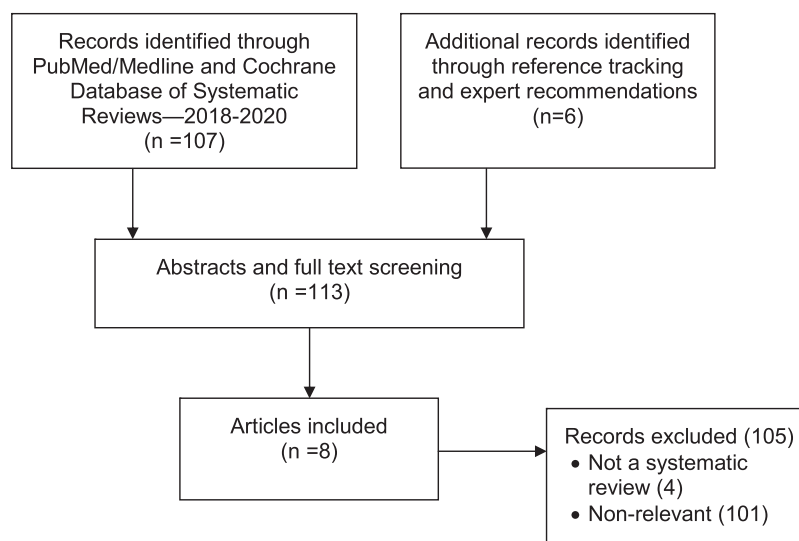 Records identified through
PubMed/Medline and Cochrane
Database of Systematic
Reviews—2018-2020
(n =107)
Additional records identified
through reference tracking
and expert recommendations
(n=6)
Abstracts and full text screening
(n =113)
Articles included
(n =8)
Records excluded (105)
• Not a systematic
review (4)
• Non-relevant (101)